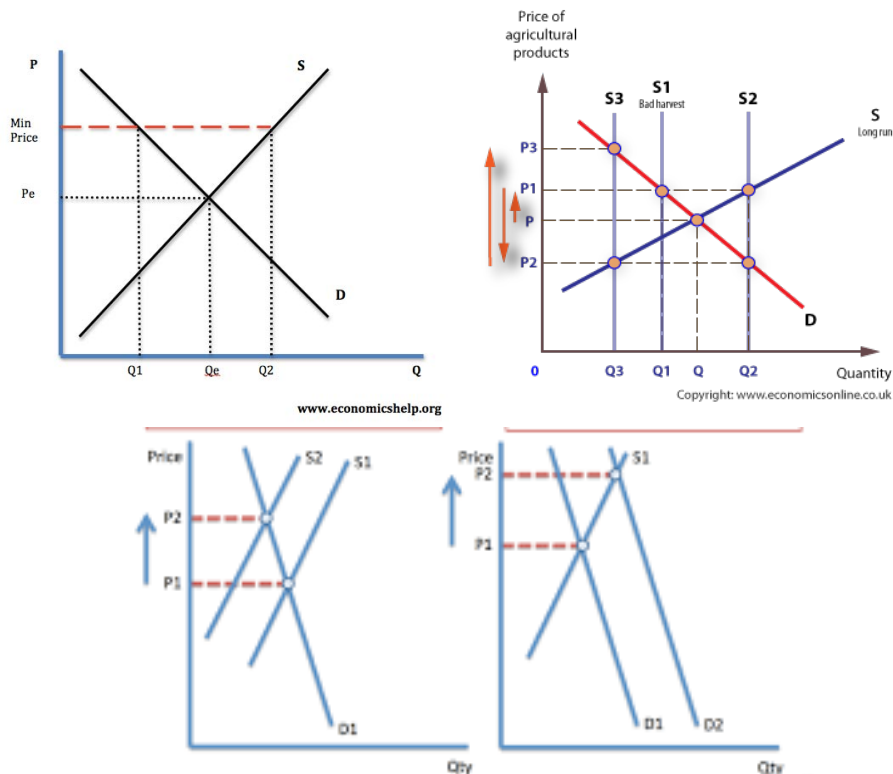 P
S
Min
Price
Pe
D
Q1
Qe
Q2
Q
www.economicshelp.org
Price of
agricultural
products
S3
S1
Bad harvest
S2
S
Long run
P3
P1
P
P2
D
0
Q3
Q1
Q
Q2
Quantity
Copyright: www.economicsonline.co.uk
Price
S2
S1
P2
P1
D1
Qty
Price
S1
P2
P1
D1
D2
Qty